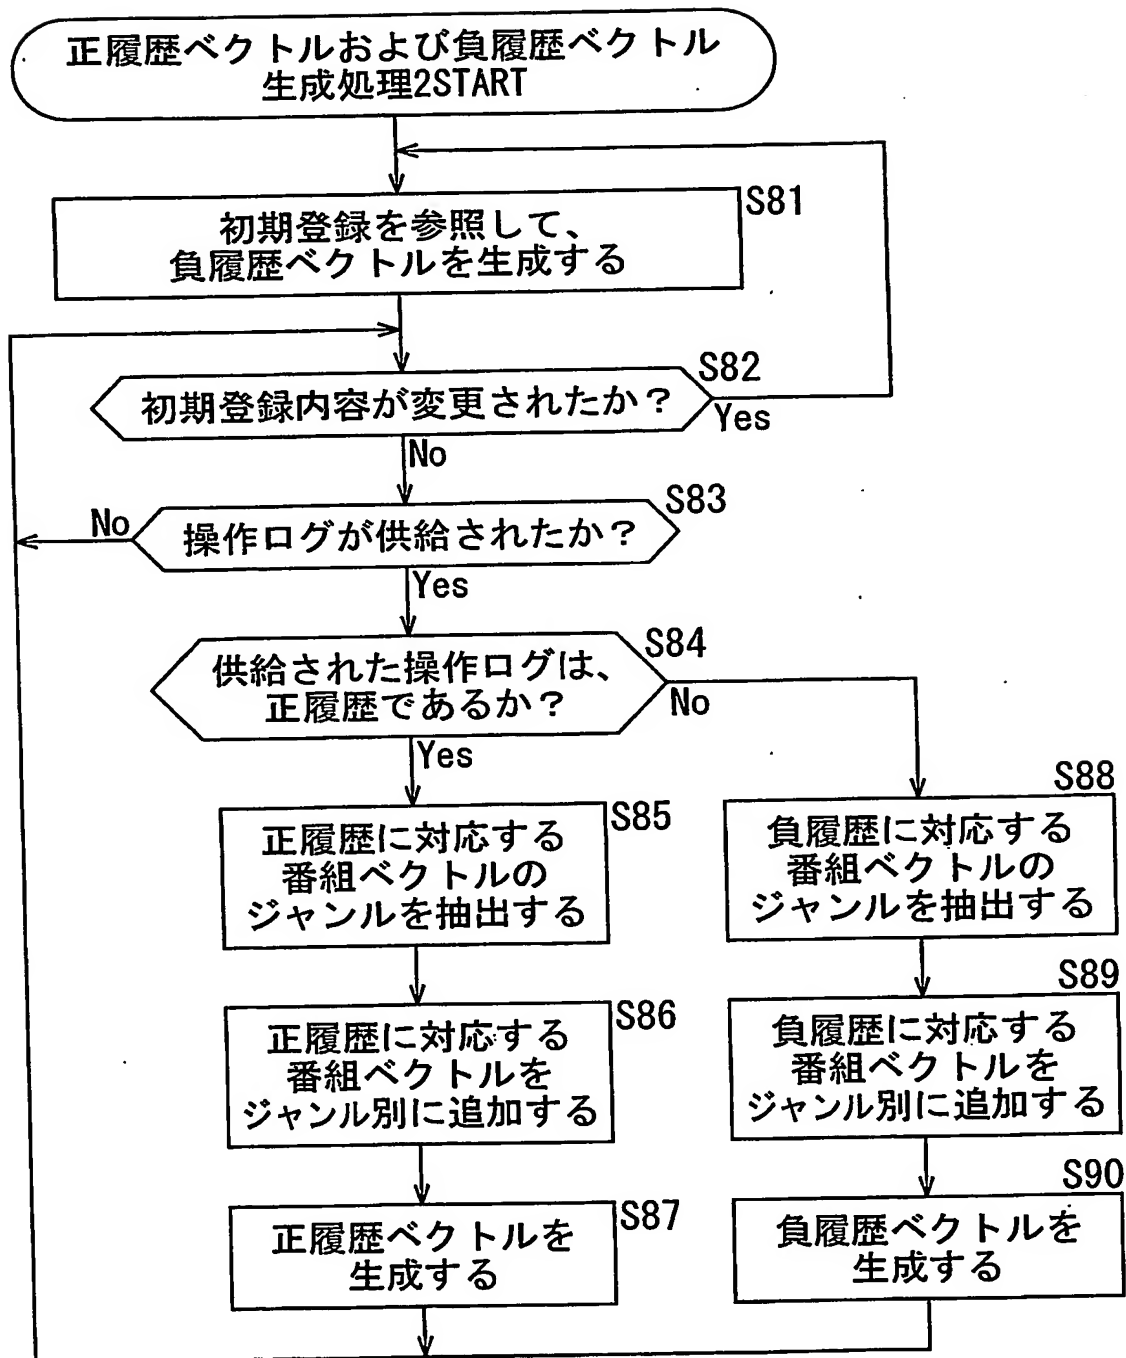 正履歴ベクトルおよび負履歴ベクトル
生成処理2START
S81
初期登録を参照して、
負履歴ベクトルを生成する
S82
初期登録内容が変更されたか？
Yes
No
S83
No
操作ログが供給されたか？
Yes
S84
供給された操作ログは、
正履歴であるか？
No
Yes
S85
正履歴に対応する
番組ベクトルの
ジャンルを抽出する
S88
負履歴に対応する
番組ベクトルの
ジャンルを抽出する
S86
正履歴に対応する
番組ベクトルを
ジャンル別に追加する
S89
負履歴に対応する
番組ベクトルを
ジャンル別に追加する
S87
正履歴ベクトルを
生成する
S90
負履歴ベクトルを
生成する